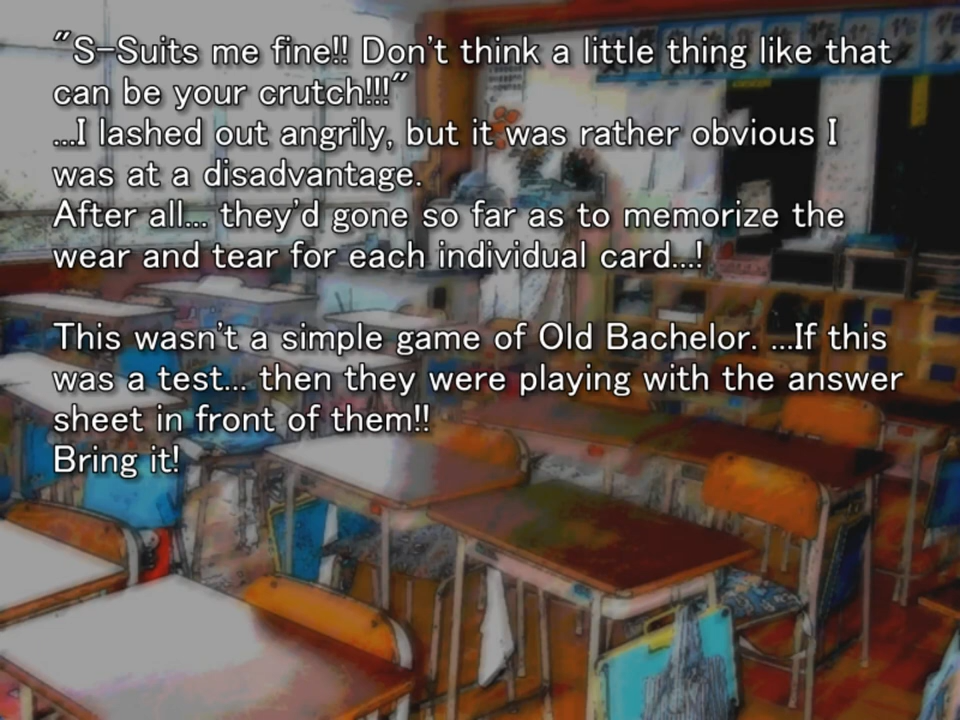 "S-Suits me fine!! Don't think a little thing like that
can be your crutch!!!"
...I lashed out angrily, but it was rather obvious I
was at a disadvantage.
After all... they'd gone so far as to memorize the
wear and tear for each individual card...!
This wasn't a simple game of Old Bachelor. ...If this
was a test... then they were playing with the answer
sheet in front of them!!
Bring it!